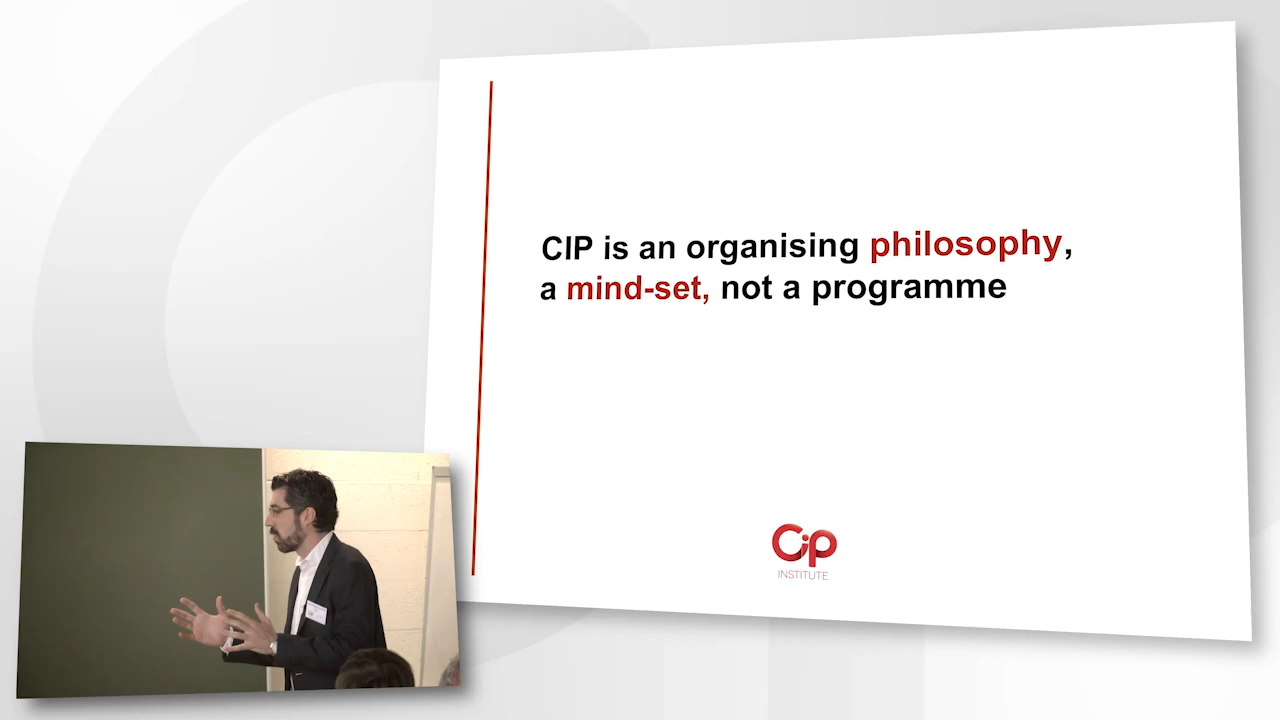 CIP is an organising philosophy,
a mind-set, not a programme
CiP
INSTITUTE